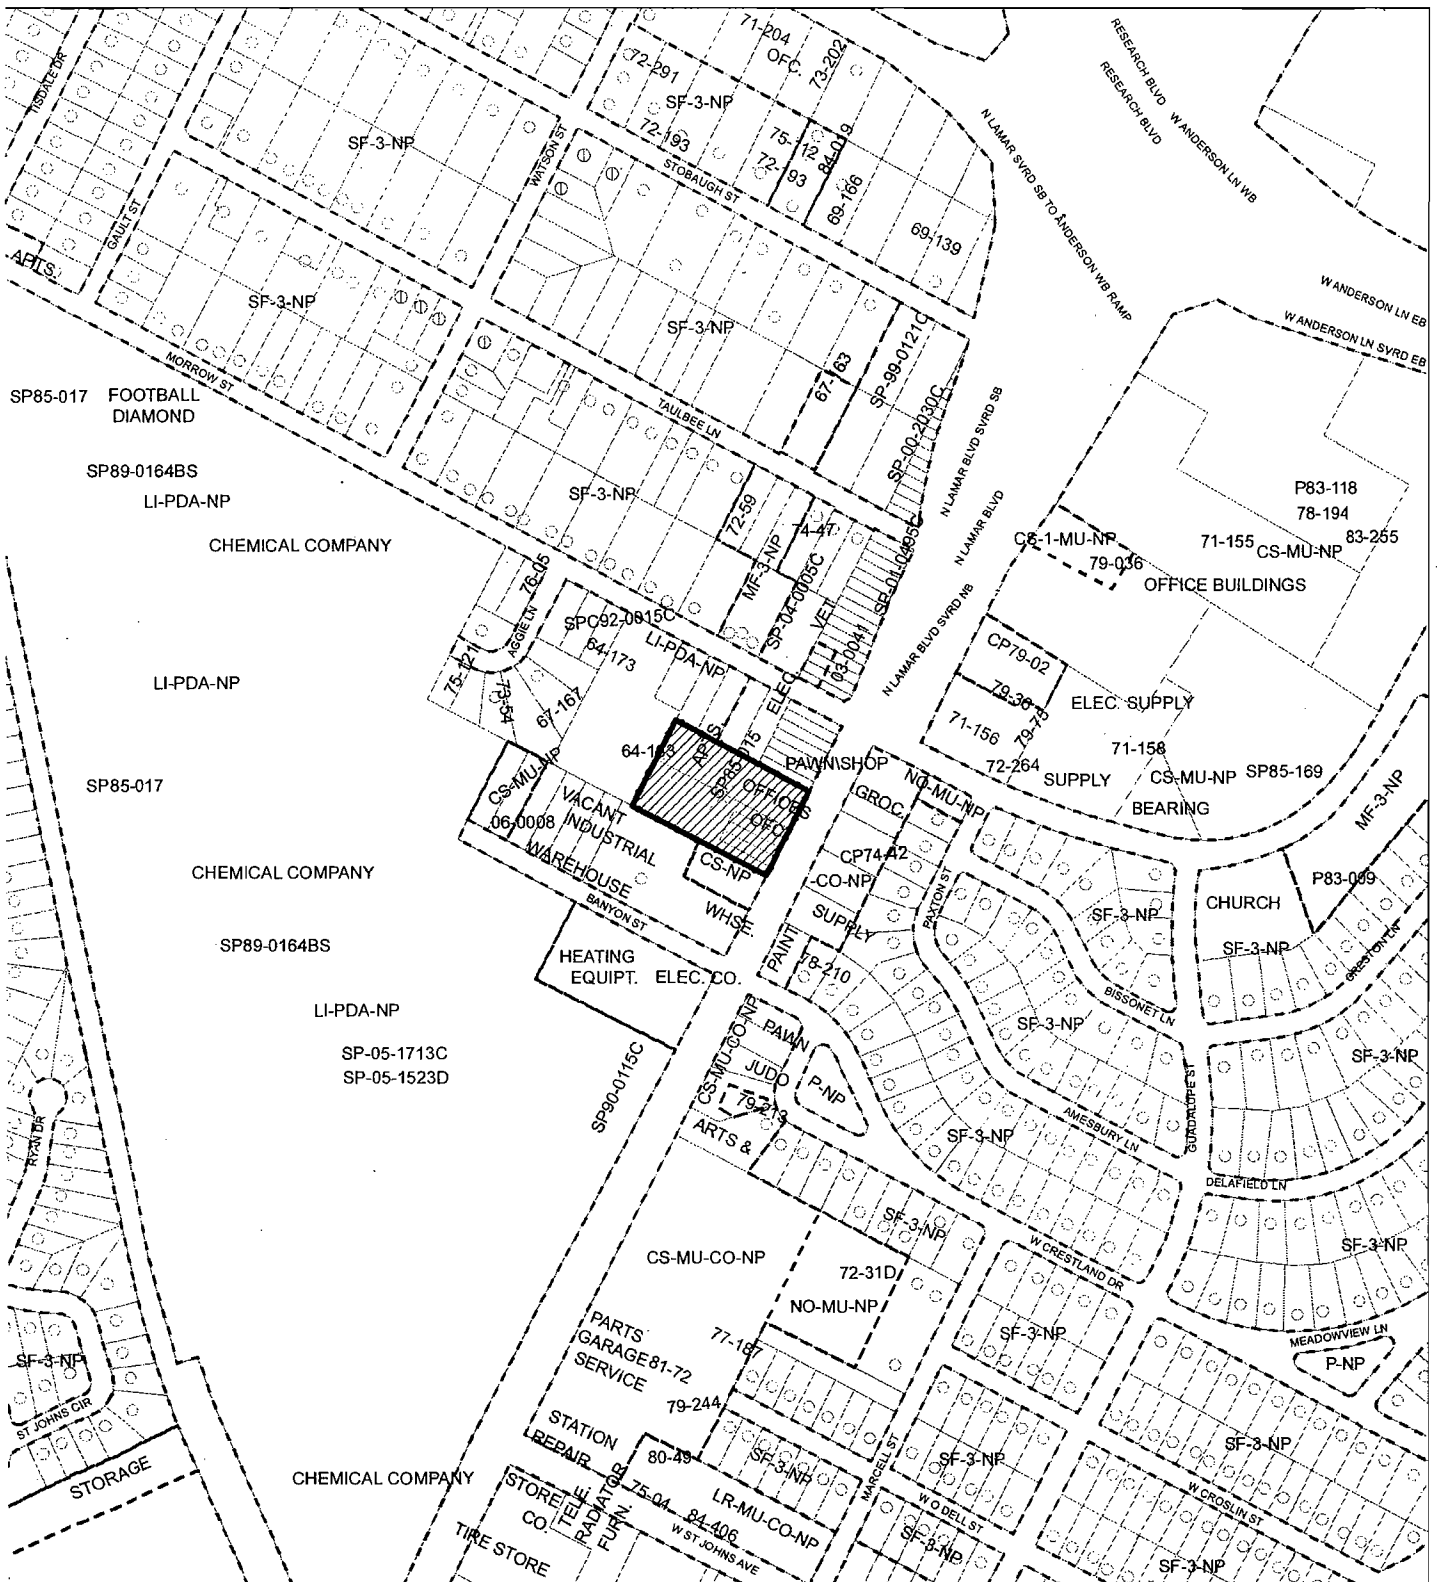 71-204
OFC.
73-202
RESEARCH BLVD
RESEARCH BLVD
W ANDERSON LN WB
TISDALE DR
72-291
SF-3-NP
72-193
75-112
84-019
72-193
69-166
69-139
SF-3-NP
WATSON ST
STOBAUGH ST
N LAMAR SVRD SB TO ANDERSON WB RAMP
GAULT ST
APTS.
SF-3-NP
SF-3-NP
W ANDERSON LN EB
W ANDERSON LN SVRD EB
MORROW ST
67-163
SP-99-0121C
SP-00-2030C
TAULBEE LN
N LAMAR BLVD SVRD SB
SP85-017
FOOTBALL
DIAMOND
SP89-0164BS
LI-PDA-NP
CHEMICAL COMPANY
SF-3-NP
72-59
74-47
MF-3-NP
SP-04-0005C
VET
SP-01-0495C
03-0041
N LAMAR BLVD
N LAMAR BLVD SVRD NB
P83-118
78-194
83-255
71-155
CS-MU-NP
CS-1-MU-NP
79-036
OFFICE BUILDINGS
76-05
AGGIE LN
SPC92-0015C
64-173
LI-PDA-NP
ELEC.
75-121
73-54
67-167
LI-PDA-NP
CP79-02
79-36
79-75
71-156
72-264
ELEC. SUPPLY
71-158
SUPPLY
CS-MU-NP
SP85-169
BEARING
MF-3-NP
APTS.
SP85-015
OFFICES
OFC.
PAWN\SHOP
GROC.
NO-MU-NP
SP85-017
CS-MU-NP
06-0008
VACANT
INDUSTRIAL
WAREHOUSE
CS-NP
WHSE.
CP74-42
-CO-NP
SUPPLY
PAINT
78-210
PAXTON ST
BANYON ST
CHEMICAL COMPANY
SP89-0164BS
HEATING
EQUIPT.
ELEC. CO.
SF-3-NP
CHURCH
P83-009
SF-3-NP
CRESTON LN
BISSONET LN
LI-PDA-NP
SP-05-1713C
SP-05-1523D
SP90-0115C
CS-MU-CO-NP
PAWN
JUDO
79-213
ARTS &
P-NP
SF-3-NP
SF-3-NP
GUADALUPE ST
AMESBURY LN
SF-3-NP
DELAFIELD LN
RYAN DR
SF-3-NP
W CRESTLAND DR
SF-3-NP
CS-MU-CO-NP
72-31D
NO-MU-NP
SF-3-NP
MEADOWVIEW LN
P-NP
PARTS
GARAGE
81-72
SERVICE
77-187
79-244
SF-3-NP
ST JOHNS CIR
STORAGE
CHEMICAL COMPANY
STATION
REPAIR
80-49
SF-3-NP
MARCELL ST
SF-3-NP
SF-3-NP
W CROSLIN ST
W O DELL ST
STORE
CO.
TELE.
RADIATOR
FURN.
75-04
84-406
LR-MU-CO-NP
W ST JOHNS AVE
SF-3-NP
SF-3-NP
TIRE STORE